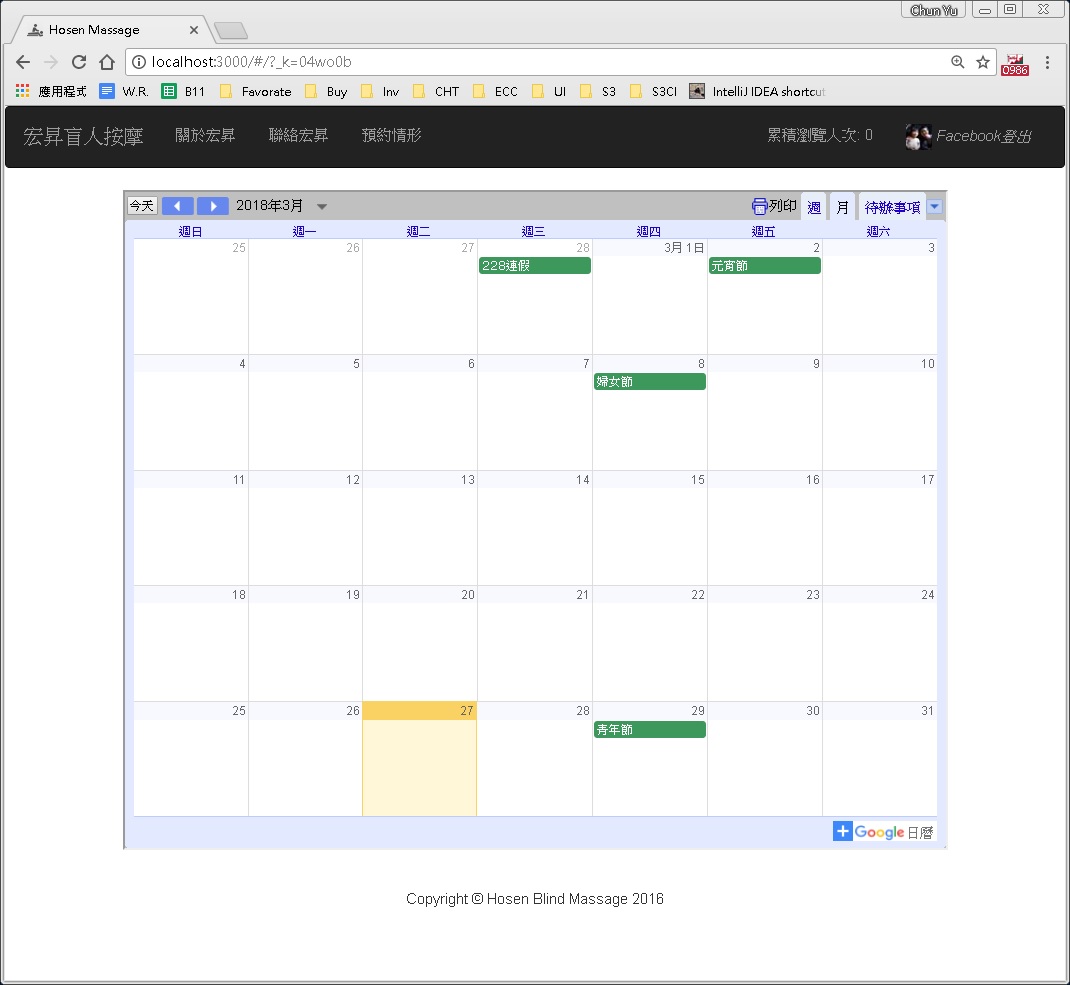 Chun Yu
Hosen Massage
localhost:3000/#/?_k=04wo0b
0986
應用程式 W.R. B11 Favorate Buy Inv CHT ECC UI S3 S3CI IntelliJ IDEA shortcut
宏昇盲人按摩 關於宏昇 聯絡宏昇 預約情形 累積瀏覽人次: 0 Facebook登出
今天 2018年3月 列印 週 月 待辦事項
週日 週一 週二 週三 週四 週五 週六
25 26 27 28 3月 1日 2 3
228連假 元宵節
4 5 6 7 8 9 10
婦女節
11 12 13 14 15 16 17
18 19 20 21 22 23 24
25 26 27 28 29 30 31
青年節
Google 日曆
Copyright © Hosen Blind Massage 2016